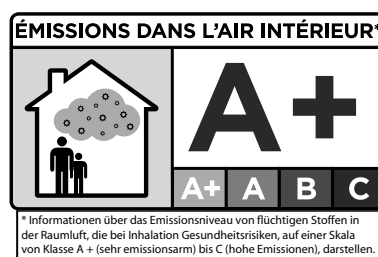 ÉMISSIONS DANS L'AIR INTÉRIEUR*
A+
A+ A B C
* Informationen über das Emissionsniveau von flüchtigen Stoffen in
der Raumluft, die bei Inhalation Gesundheitsrisiken, auf einer Skala
von Klasse A + (sehr emissionsarm) bis C (hohe Emissionen), darstellen.